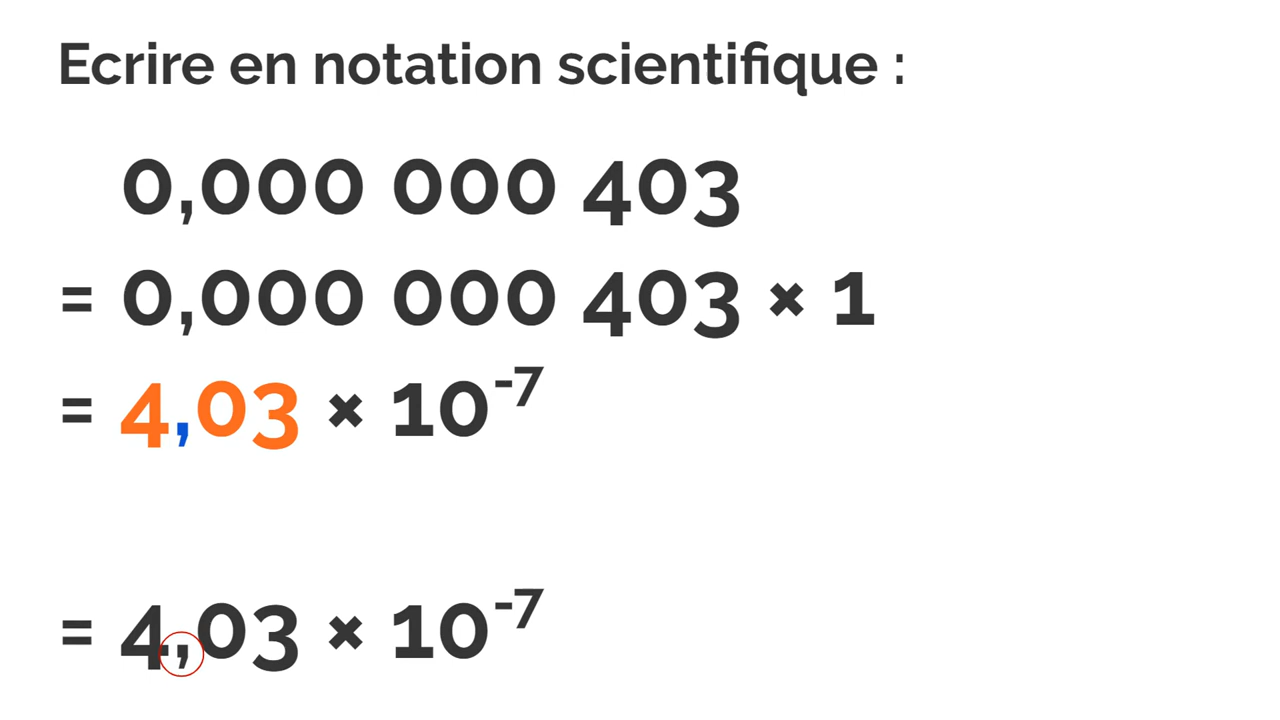 Ecrire en notation scientifique :
0,000 000 403
= 0,000 000 403 × 1
= 4,03 × 10⁻⁷
= 4,03 × 10⁻⁷